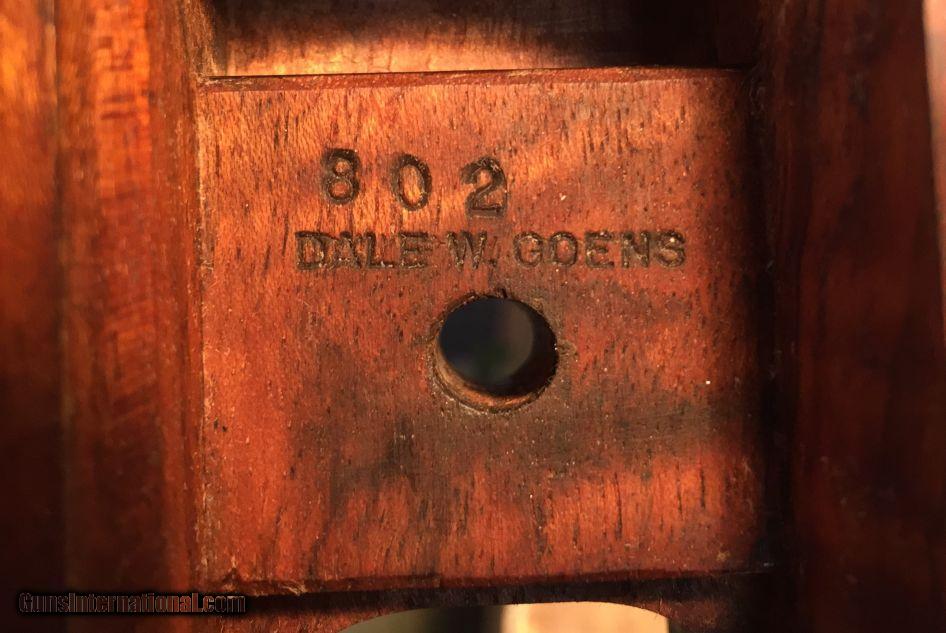 802
DALE W. GOENS
GunsInternational.com